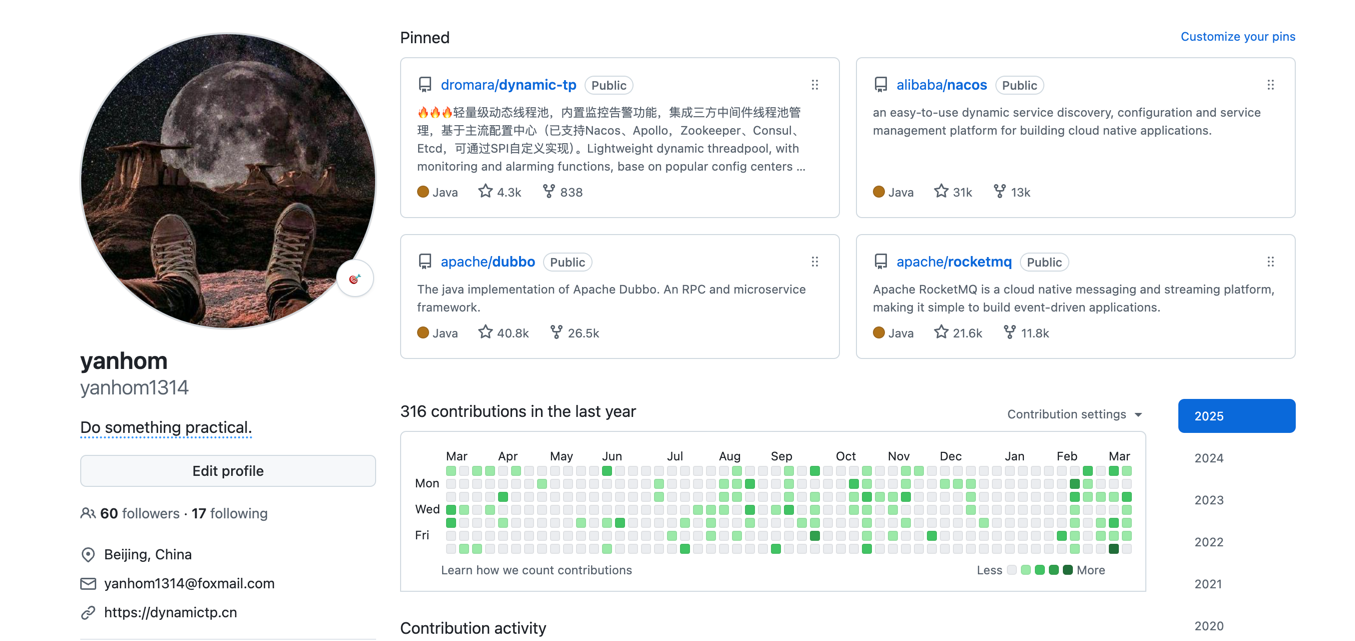 yanhom
yanhom1314
Do something practical.
Edit profile
60 followers · 17 following
Beijing, China
yanhom1314@foxmail.com
https://dynamictp.cn
Pinned
Customize your pins
dromara/dynamic-tp Public
🔥🔥🔥轻量级动态线程池，内置监控告警功能，集成三方中间件线程池管
理，基于主流配置中心（已支持Nacos、Apollo，Zookeeper、Consul、
Etcd，可通过SPI自定义实现）。Lightweight dynamic threadpool, with
monitoring and alarming functions, base on popular config centers ...
Java 4.3k 838
alibaba/nacos Public
an easy-to-use dynamic service discovery, configuration and service
management platform for building cloud native applications.
Java 31k 13k
apache/dubbo Public
The java implementation of Apache Dubbo. An RPC and microservice
framework.
Java 40.8k 26.5k
apache/rocketmq Public
Apache RocketMQ is a cloud native messaging and streaming platform,
making it simple to build event-driven applications.
Java 21.6k 11.8k
316 contributions in the last year
Contribution settings
Mar Apr May Jun Jul Aug Sep Oct Nov Dec Jan Feb Mar
Mon
Wed
Fri
Learn how we count contributions
Less More
2025
2024
2023
2022
2021
2020
Contribution activity